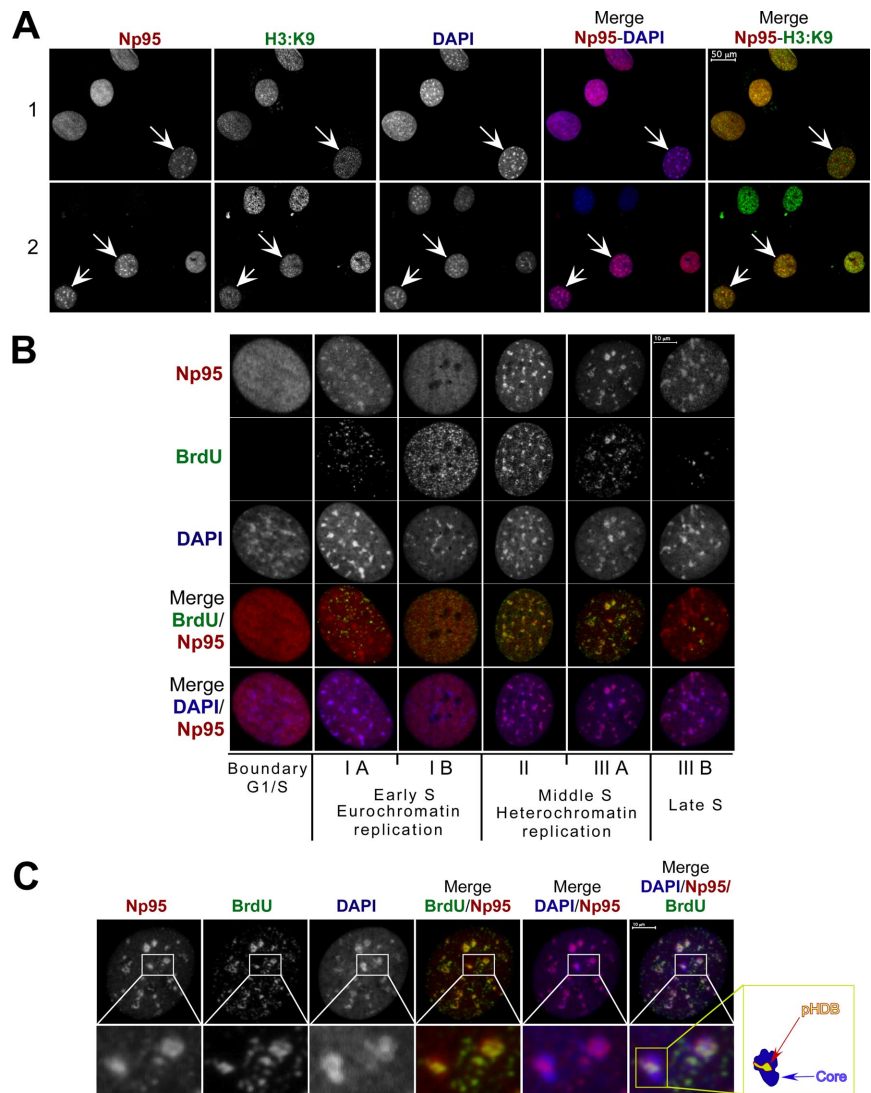 A
Np95
H3:K9
DAPI
Merge
Np95-DAPI
Merge
Np95-H3:K9
50 µm
1
2
B
10 µm
Np95
BrdU
DAPI
Merge
BrdU/
Np95
Merge
DAPI/
Np95
Boundary
G1/S
I A
I B
Early S
Eurochromatin
replication
II
III A
Middle S
Heterochromatin
replication
III B
Late S
C
Np95
BrdU
DAPI
Merge
BrdU/Np95
Merge
DAPI/Np95
Merge
DAPI/Np95/
BrdU
10 µm
pHDB
Core